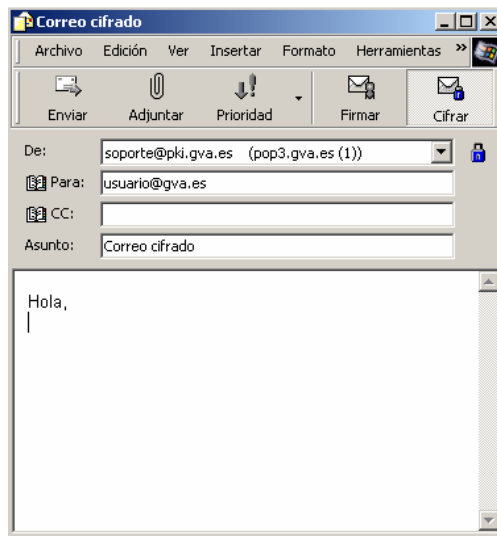 Correo cifrado
Archivo Edición Ver Insertar Formato Herramientas »
Enviar Adjuntar Prioridad Firmar Cifrar
De: soporte@pki.gva.es (pop3.gva.es (1))
Para: usuario@gva.es
CC:
Asunto: Correo cifrado
Hola,